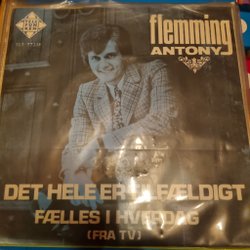 flemming
ANTONY
DET HELE ER TILFÆLDIGT
FÆLLES I HVERDAG
(FRA TV)